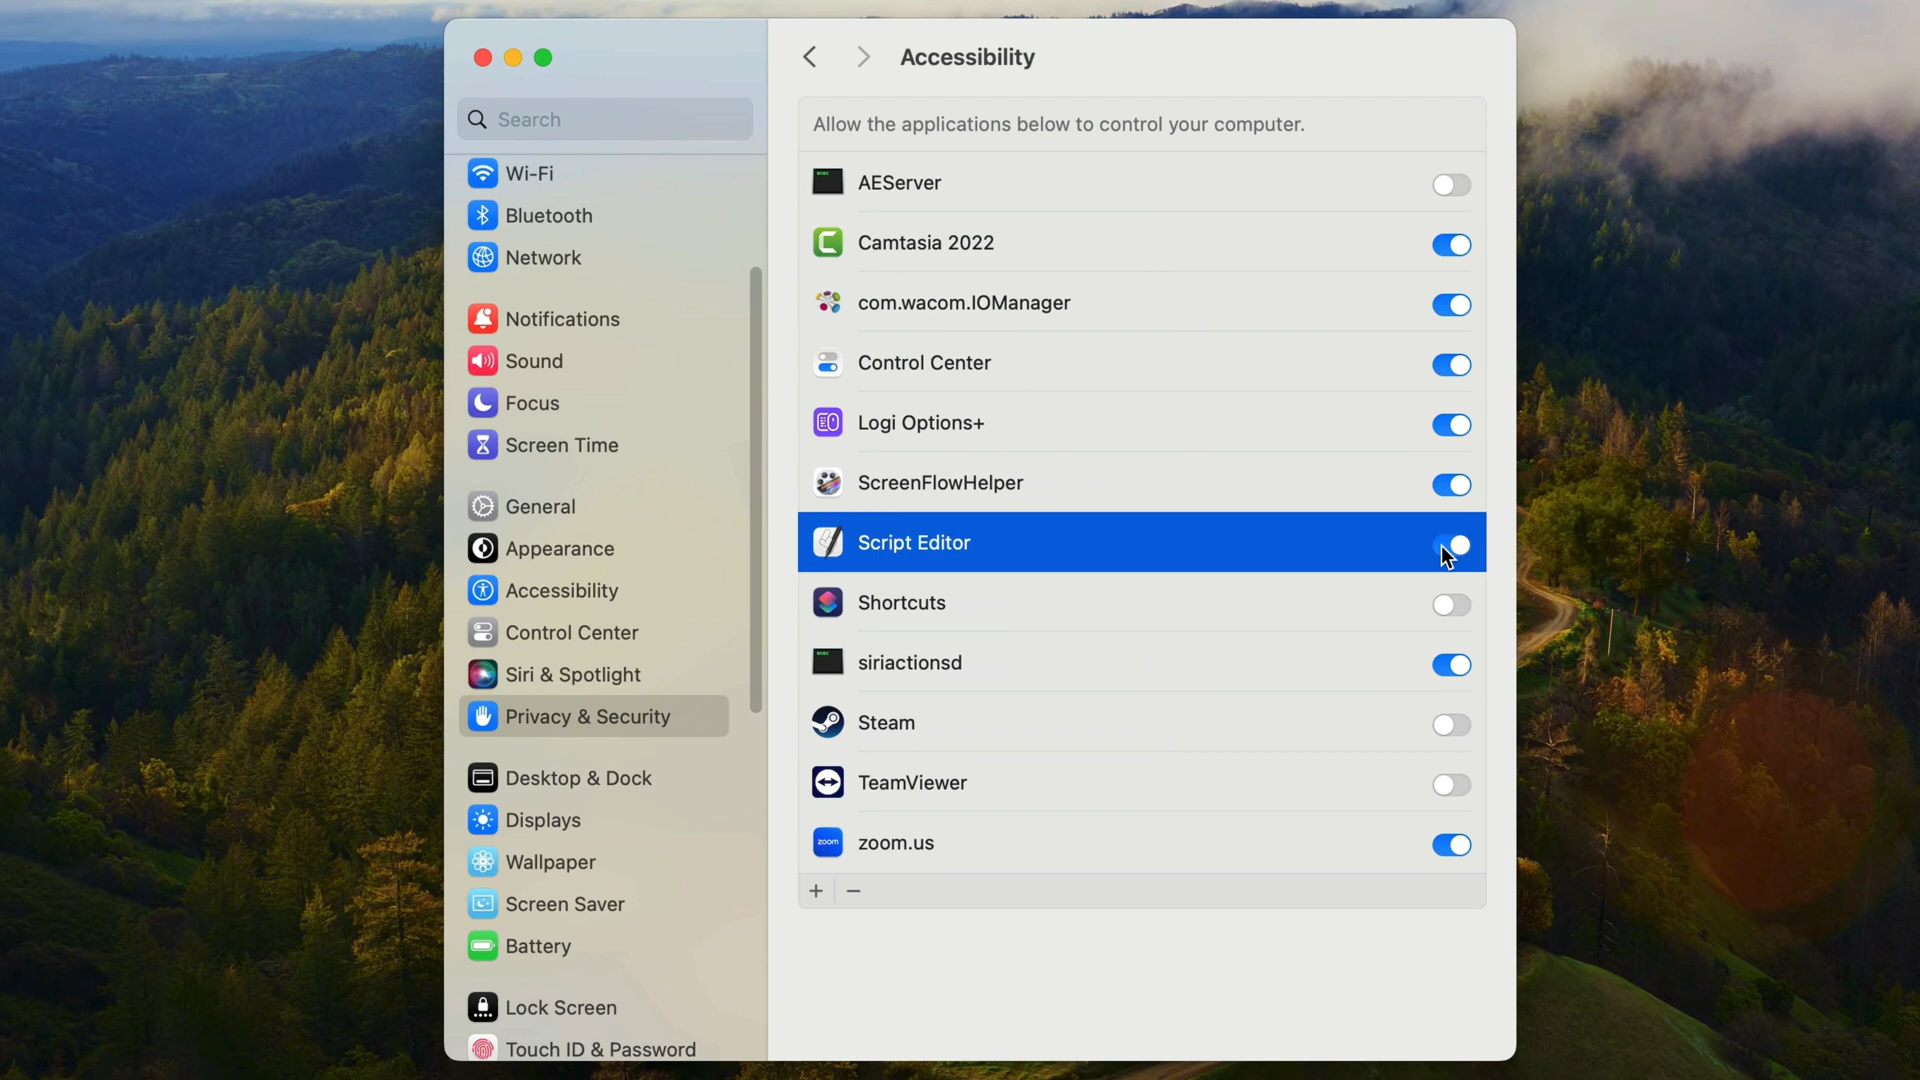 Search
Wi-Fi
Bluetooth
Network
Notifications
Sound
Focus
Screen Time
General
Appearance
Accessibility
Control Center
Siri & Spotlight
Privacy & Security
Desktop & Dock
Displays
Wallpaper
Screen Saver
Battery
Lock Screen
Touch ID & Password
Accessibility
Allow the applications below to control your computer.
AEServer
Camtasia 2022
com.wacom.IOManager
Control Center
Logi Options+
ScreenFlowHelper
Script Editor
Shortcuts
siriactionsd
Steam
TeamViewer
zoom
zoom.us